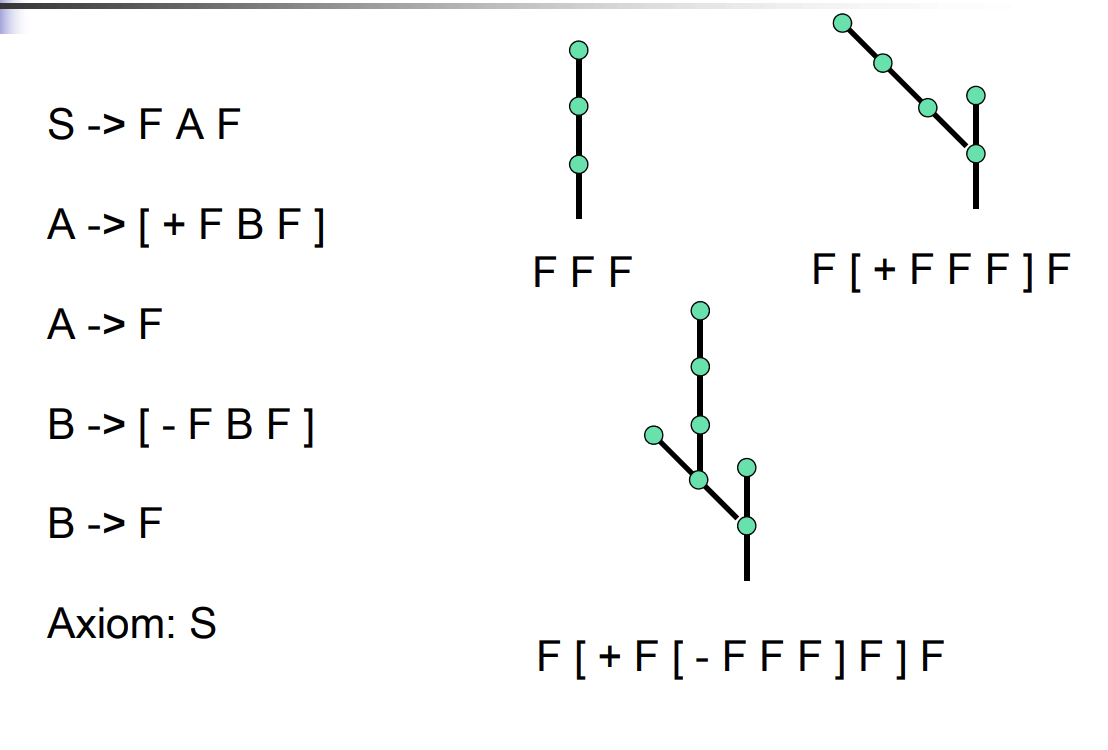 S -> F A F
A -> [ + F B F ]
A -> F
B -> [ - F B F ]
B -> F
Axiom: S
F F F
F [ + F F F ] F
F [ + F [ - F F F ] F ] F